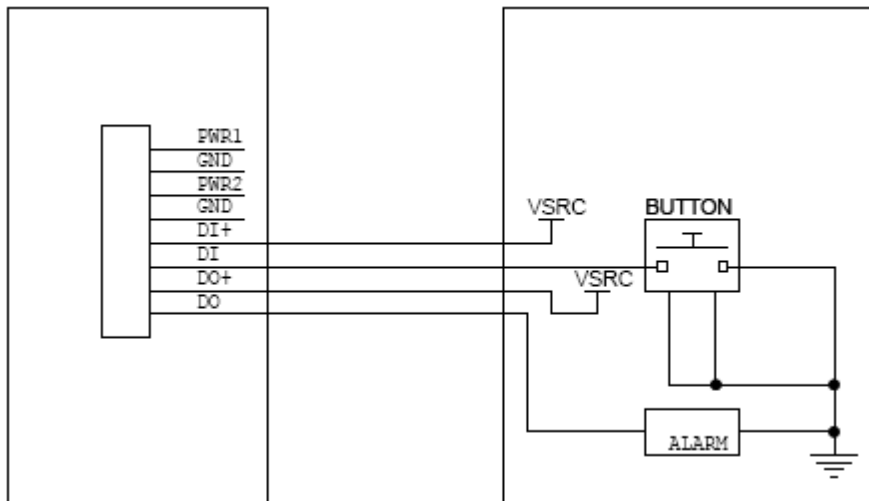 PWR1
GND
PWR2
GND
DI+
DI
DO+
DO
VSRC
BUTTON
VSRC
ALARM